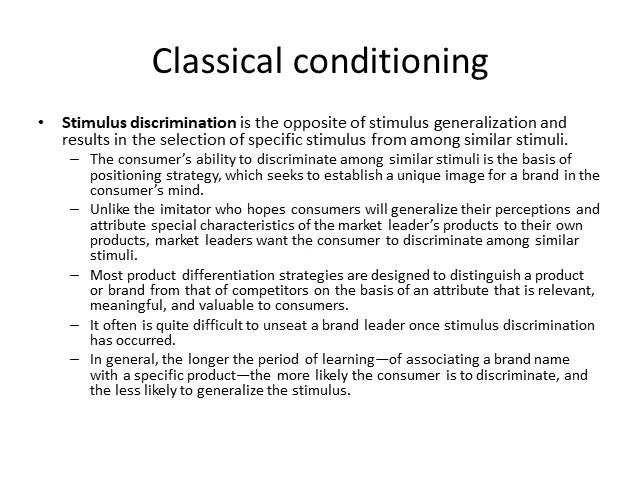 Classical conditioning
• Stimulus discrimination is the opposite of stimulus generalization and
results in the selection of specific stimulus from among similar stimuli.
– The consumer’s ability to discriminate among similar stimuli is the basis of
positioning strategy, which seeks to establish a unique image for a brand in the
consumer’s mind.
– Unlike the imitator who hopes consumers will generalize their perceptions and
attribute special characteristics of the market leader’s products to their own
products, market leaders want the consumer to discriminate among similar
stimuli.
– Most product differentiation strategies are designed to distinguish a product
or brand from that of competitors on the basis of an attribute that is relevant,
meaningful, and valuable to consumers.
– It often is quite difficult to unseat a brand leader once stimulus discrimination
has occurred.
– In general, the longer the period of learning—of associating a brand name
with a specific product—the more likely the consumer is to discriminate, and
the less likely to generalize the stimulus.